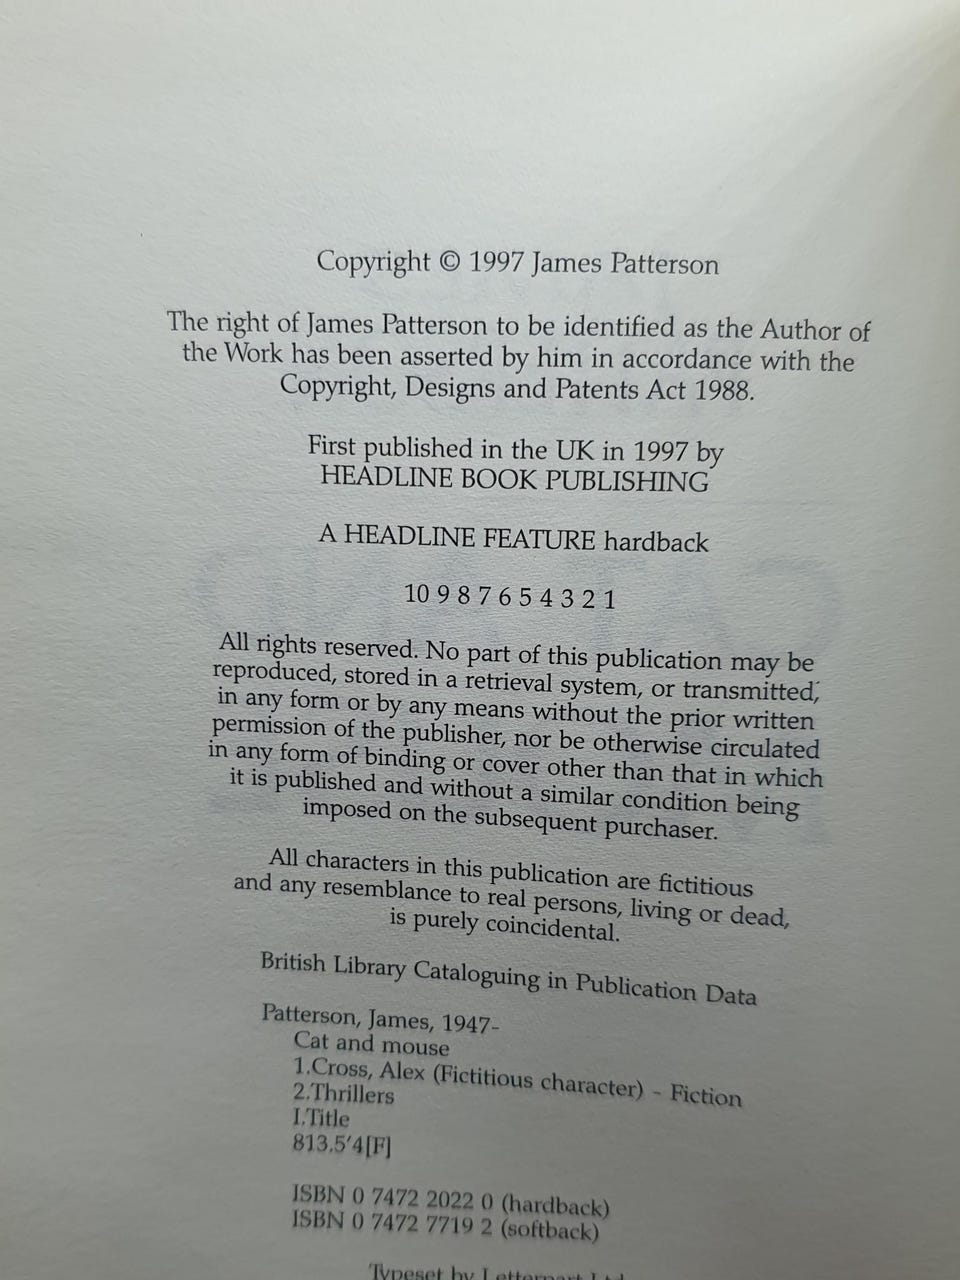 Copyright © 1997 James Patterson
The right of James Patterson to be identified as the Author of
the Work has been asserted by him in accordance with the
Copyright, Designs and Patents Act 1988.
First published in the UK in 1997 by
HEADLINE BOOK PUBLISHING
A HEADLINE FEATURE hardback
10 9 8 7 6 5 4 3 2 1
All rights reserved. No part of this publication may be
reproduced, stored in a retrieval system, or transmitted,
in any form or by any means without the prior written
permission of the publisher, nor be otherwise circulated
in any form of binding or cover other than that in which
it is published and without a similar condition being
imposed on the subsequent purchaser.
All characters in this publication are fictitious
and any resemblance to real persons, living or dead,
is purely coincidental.
British Library Cataloguing in Publication Data
Patterson, James, 1947-
Cat and mouse
1.Cross, Alex (Fictitious character) - Fiction
2.Thrillers
I.Title
813.5'4[F]
ISBN 0 7472 2022 0 (hardback)
ISBN 0 7472 7719 2 (softback)
Typeset by Letterpart Ltd